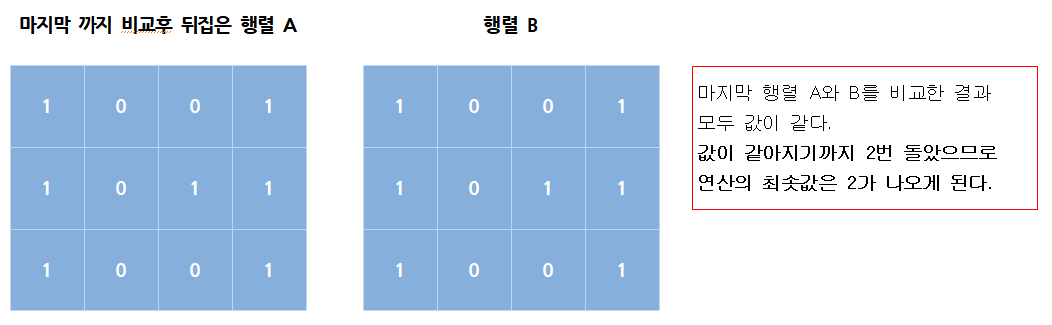 마지막 까지 비교후 뒤집은 행렬 A
행렬 B
1 0 0 1
1 0 1 1
1 0 0 1
1 0 0 1
1 0 1 1
1 0 0 1
마지막 행렬 A와 B를 비교한 결과
모두 값이 같다.
값이 같아지기까지 2번 돌았으므로
연산의 최솟값은 2가 나오게 된다.